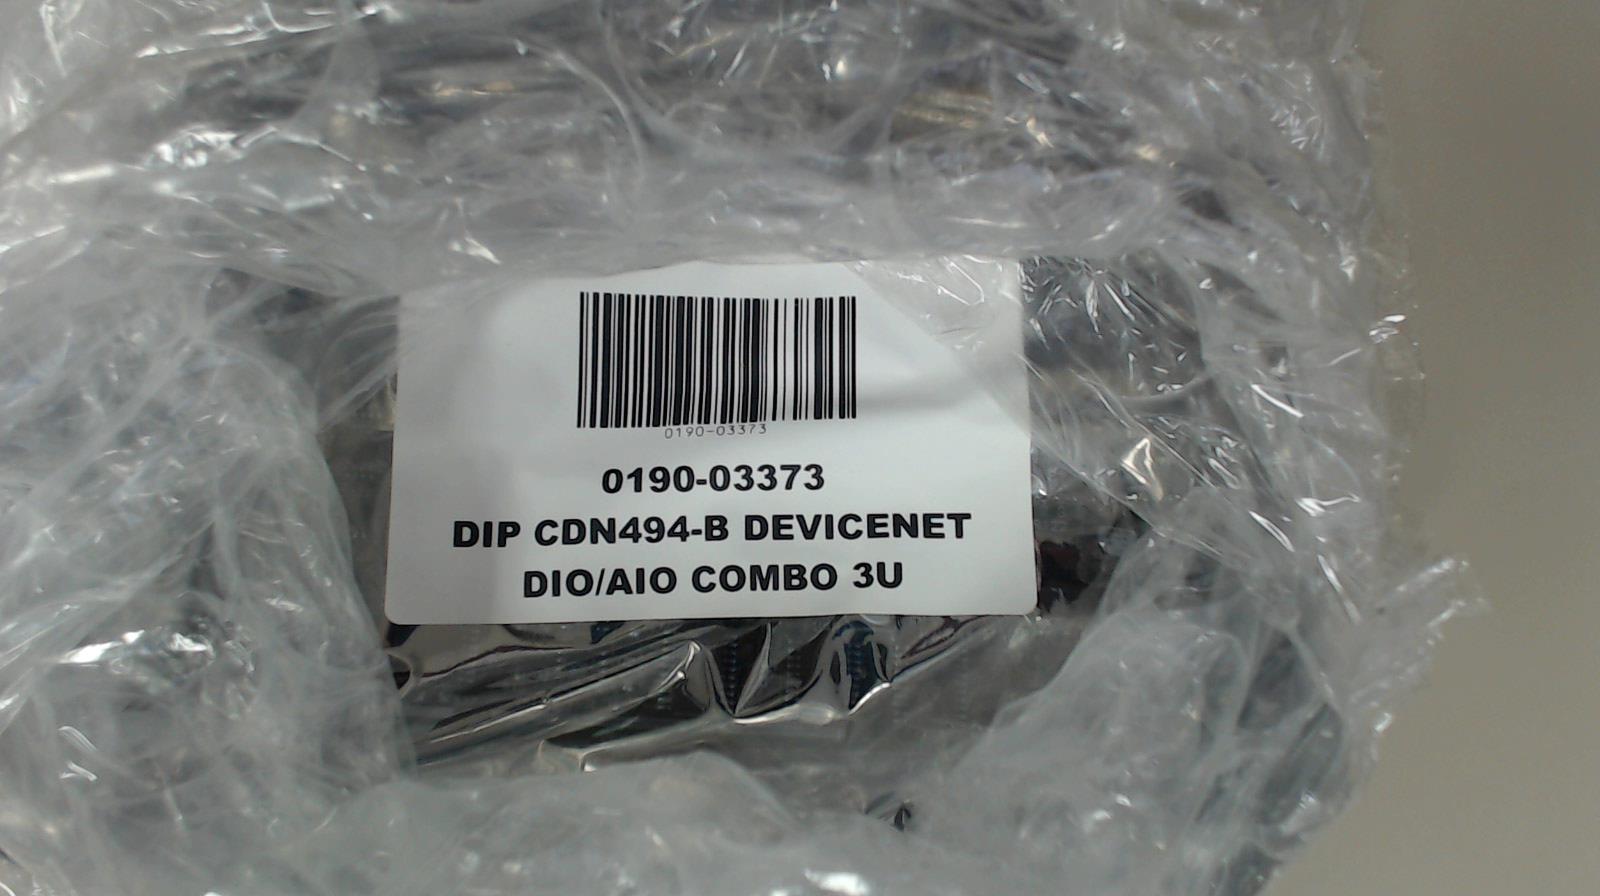 0190-03373
0190-03373
DIP CDN494-B DEVICENET
DIO/AIO COMBO 3U